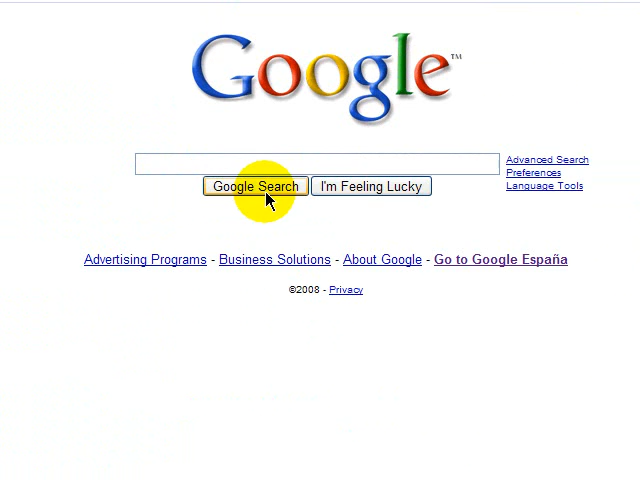 Google™
Advanced Search
Preferences
Language Tools
Google Search I'm Feeling Lucky
Advertising Programs - Business Solutions - About Google - Go to Google España
©2008 - Privacy